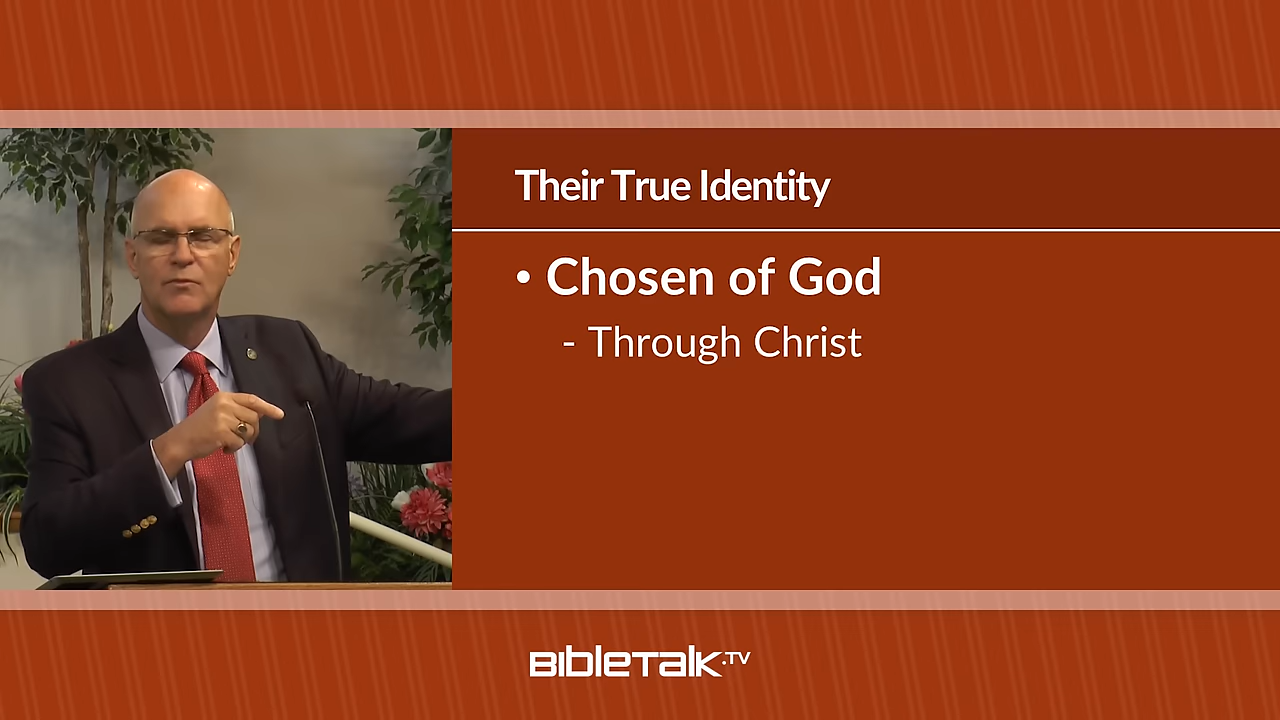 Their True Identity
• Chosen of God
- Through Christ
BIBLETALK.TV